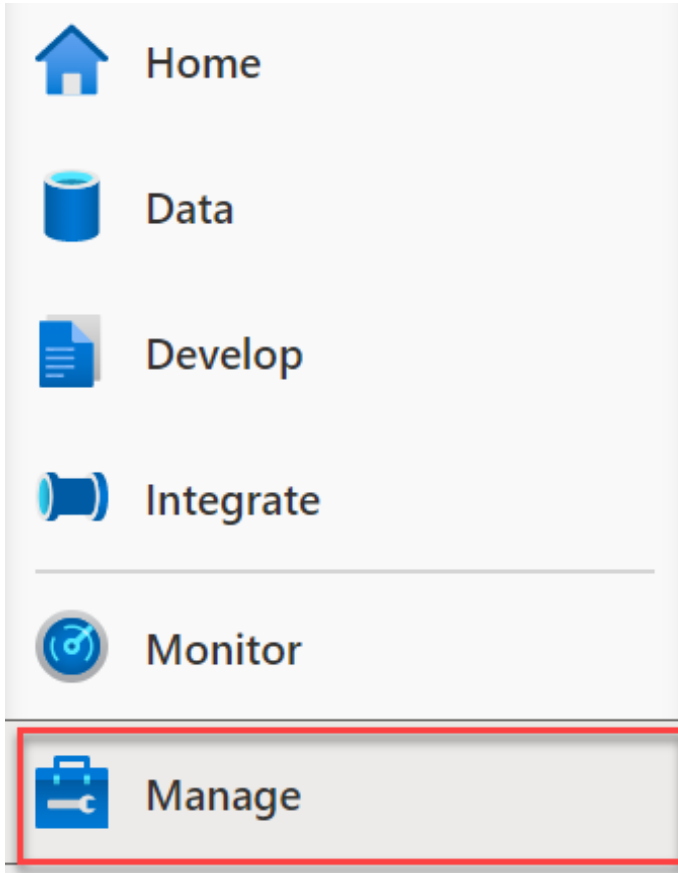 Home
Data
Develop
Integrate
Monitor
Manage